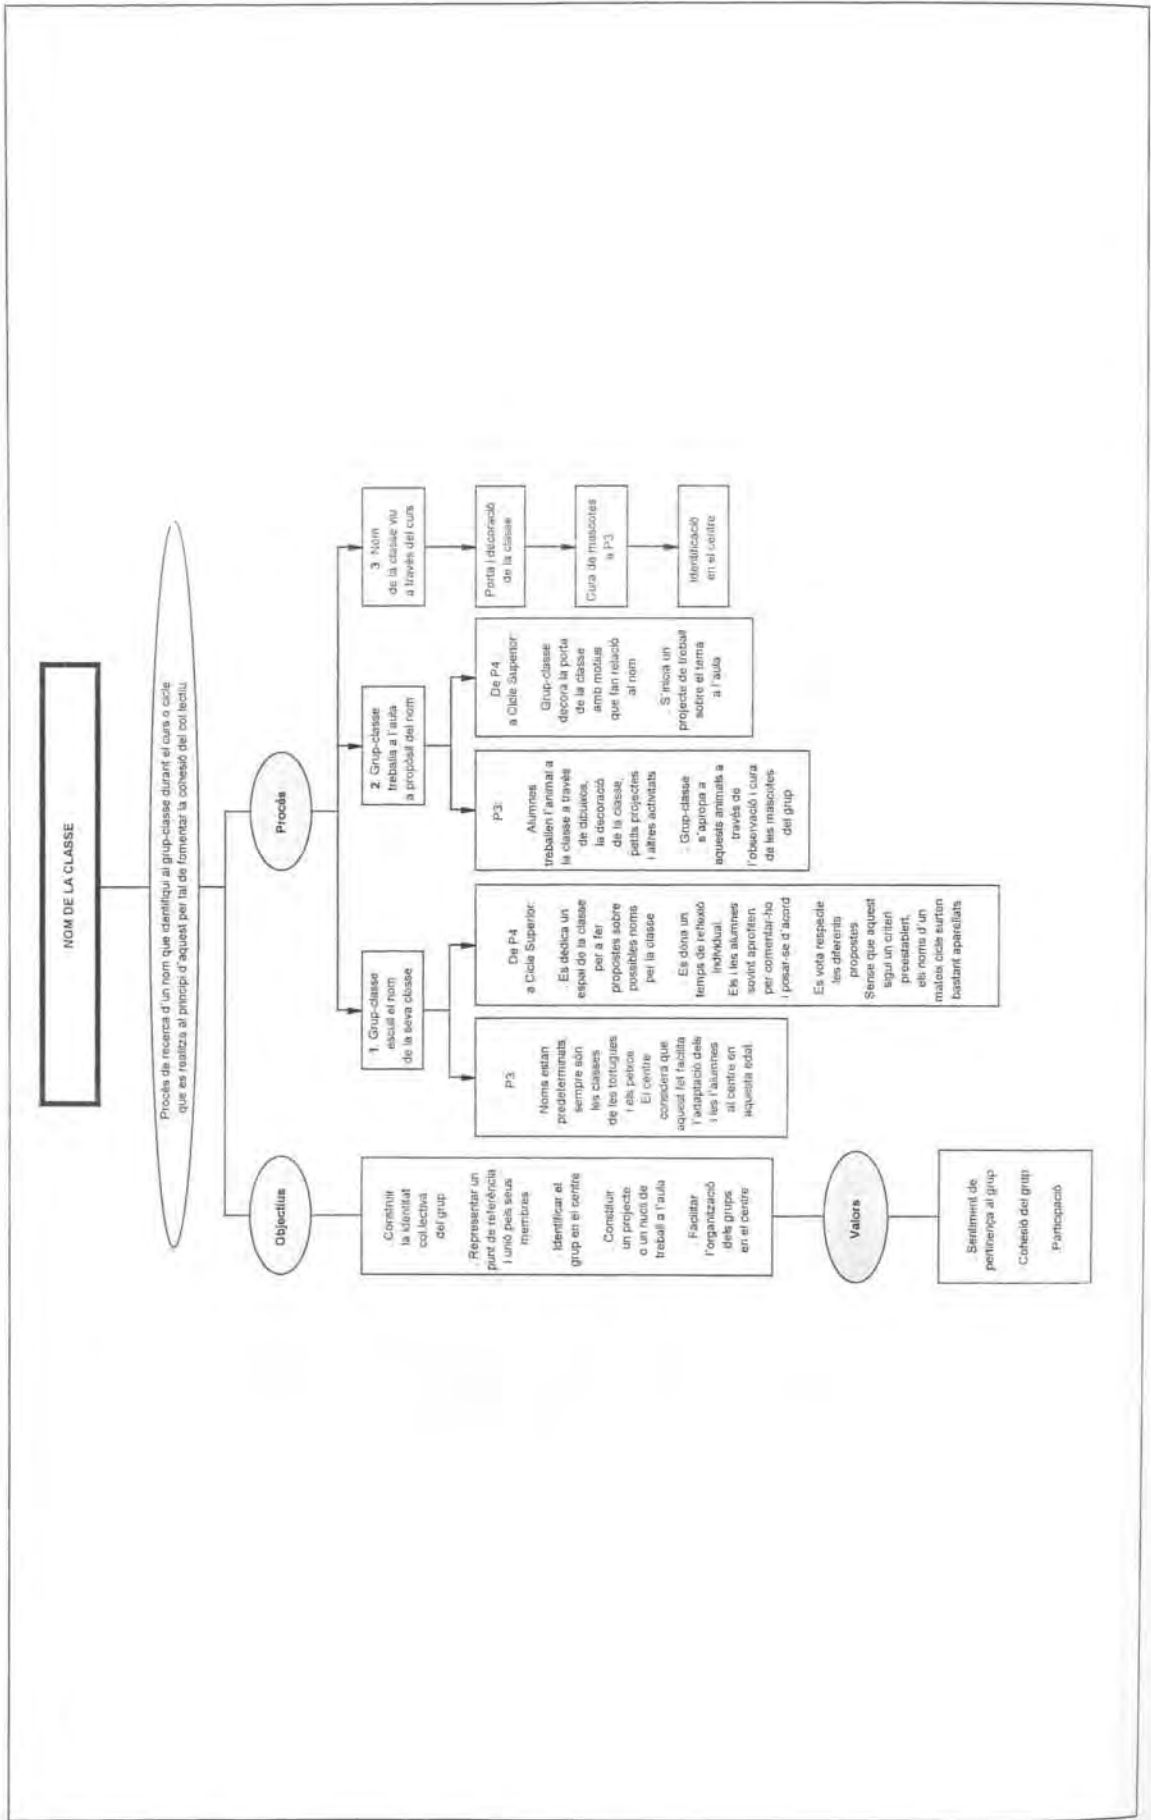 NOM DE LA CLASSE
Procés de recerca d'un nom que identifiqui al grup-classe durant el curs o cicle
que es realitza al principi d'aquest per tal de fomentar la cohesió del col.lectiu
Objectius
. Construir
la identitat
col.lectiva
del grup
. Representar un
punt de referència
i unió pels seus
membres
. Identificar el
grup en el centre
. Constituir
un projecte
o un nucli de
treball a l'aula
. Facilitar
l'organització
dels grups
en el centre
Valors
. Sentiment de
pertinença al grup
. Cohesió del grup
. Participació
Procés
1. Grup-classe
escull el nom
de la seva classe
P3
Noms estan
predeterminats,
sempre són
les classes
de les tortugues
i els peixos
El centre
considera que
aquest fet facilita
l'adaptació dels
i les l'alumnes
al centre en
aquesta edat.
De P4
a Cicle Superior:
. Es dedica un
espai de la classe
per a fer
propostes sobre
possibles noms
per la classe
. Es dóna un
temps de reflexió
individual.
Els i les alumnes
sovint aprofiten
per comentar-ho
i posar-se d'acord
. Es vota respecte
les diferents
propostes
Sense que aquest
sigui un criteri
preestablert,
els noms d'un
mateix cicle surten
bastant aparellats
2. Grup-classe
treballa a l'aula
a propòsit del nom
P3:
. Alumnes
treballen l'animal a
la classe a través
de dibuixos,
la decoració
de la classe,
petits projectes
i altres activitats
. Grup-classe
s'apropa a
aquests animals a
través de
l'observació i cura
de les mascotes
del grup
De P4
a Cicle Superior:
. Grup-classe
decora la porta
de la classe
amb motius
que fan relació
al nom
. S'inicia un
projecte de treball
sobre el tema
a l'aula
3. Nom
de la classe viu
a través del curs
Porta i decoració
de la classe
Cura de mascotes
a P3
Identificació
en el centre